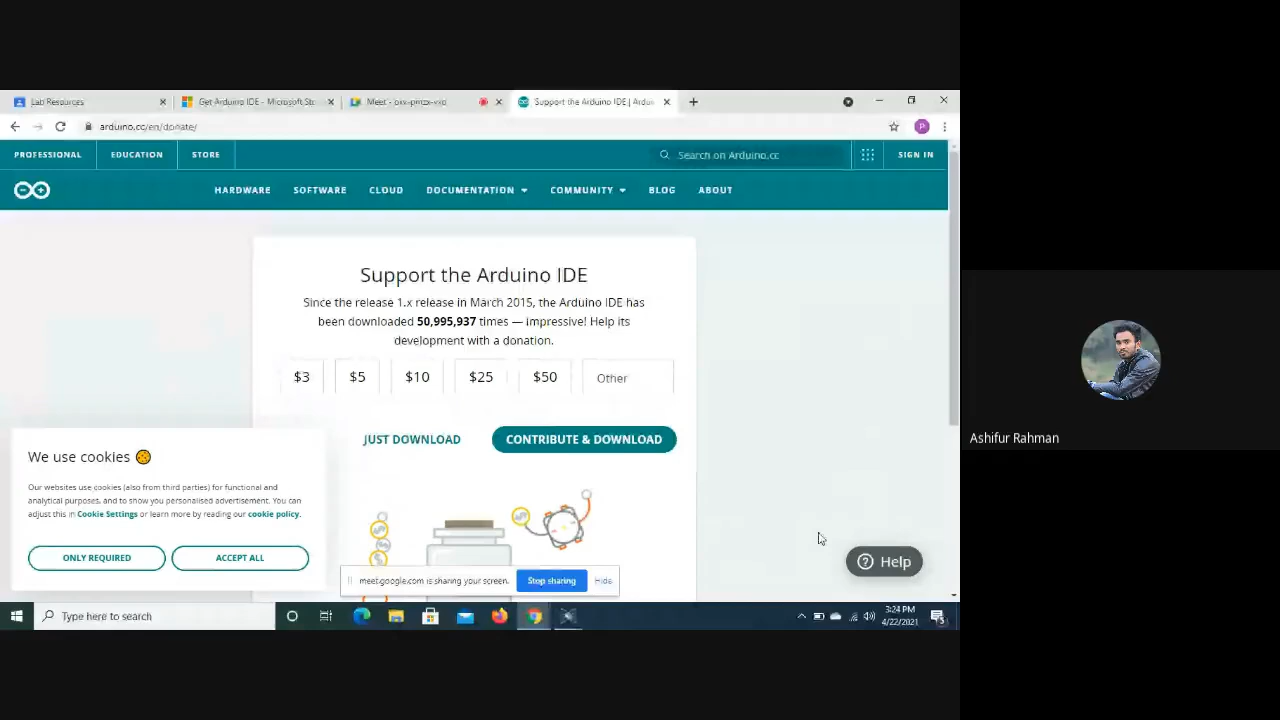 Lab Resources
Get Arduino IDE - Microsoft Sto
Support the Arduino IDE | Ardui
arduino.cc/en/donate/
P
PROFESSIONAL
EDUCATION
STORE
Search on Arduino.cc
SIGN IN
HARDWARE
SOFTWARE
CLOUD
DOCUMENTATION
COMMUNITY
BLOG
ABOUT
Support the Arduino IDE
Since the release 1.x release in March 2015, the Arduino IDE has
been downloaded 50,995,937 times — impressive! Help its
development with a donation.
$3
$5
$10
$25
$50
Other
JUST DOWNLOAD
CONTRIBUTE & DOWNLOAD
We use cookies
Our websites use cookies (also from third parties) for functional and
analytical purposes, and to show you personalised advertisement. You can
adjust this in Cookie Settings or learn more by reading our cookie policy.
ONLY REQUIRED
ACCEPT ALL
Help
meet.google.com is sharing your screen.
Stop sharing
Hide
Type here to search
3:24 PM
4/22/2021
Ashifur Rahman